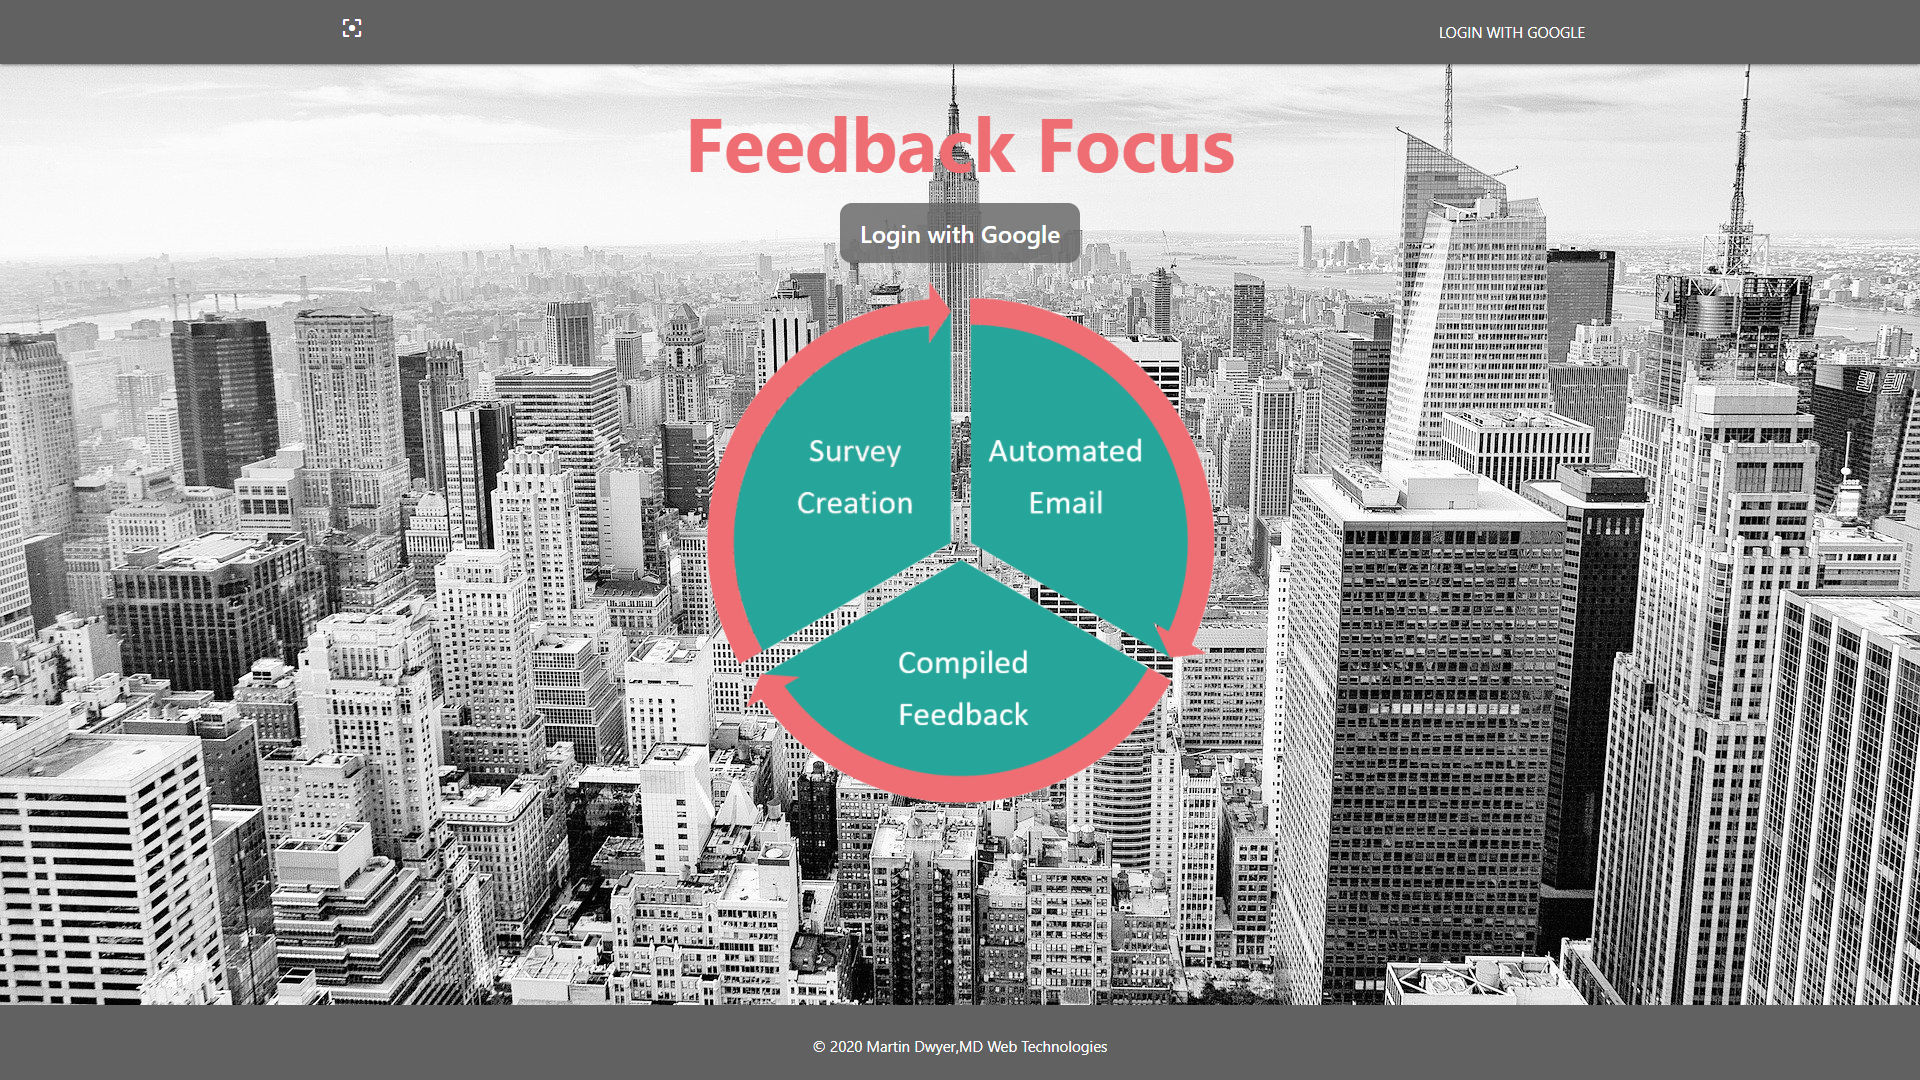 LOGIN WITH GOOGLE
Feedback Focus
Login with Google
Survey
Creation
Automated
Email
Compiled
Feedback
© 2020 Martin Dwyer,MD Web Technologies